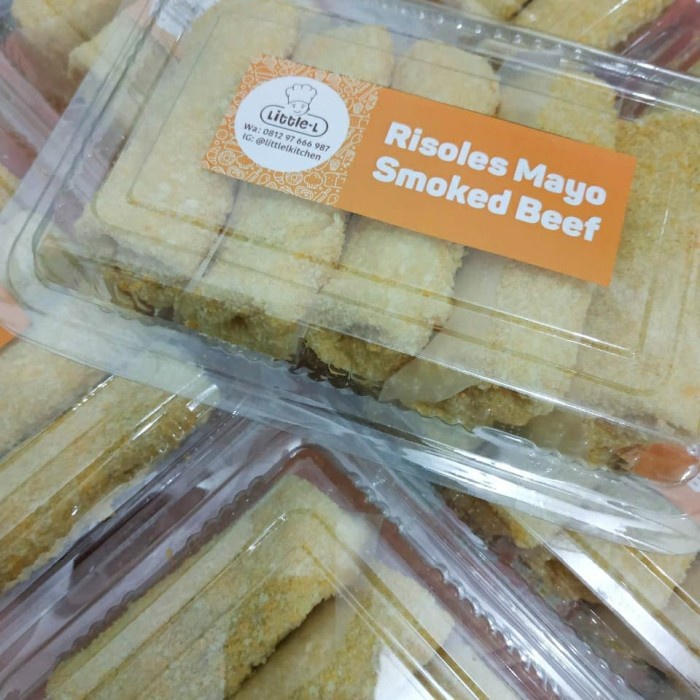 Little-L
Wa: 0812 97 666 987
IG: @littlelkitchen
Risoles Mayo
Smoked Beef